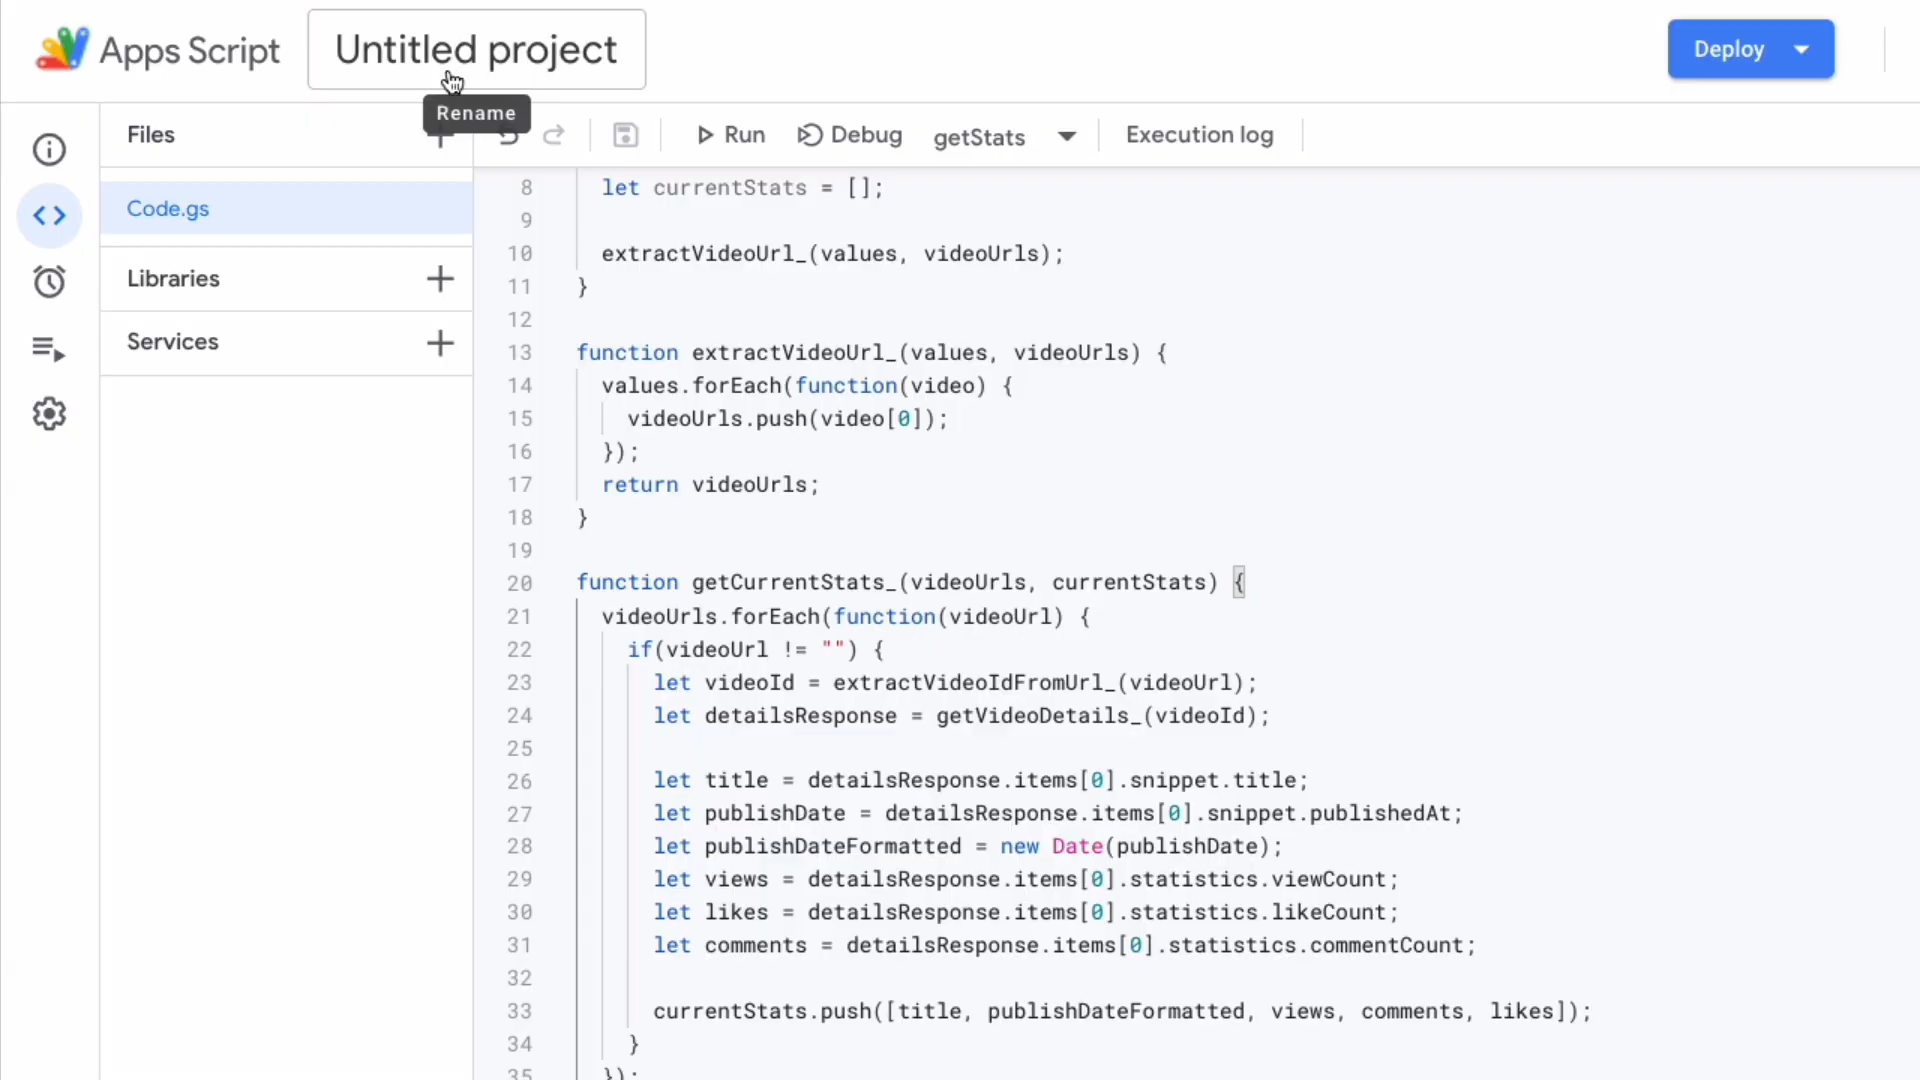 Apps Script Untitled project Deploy
Rename
Files Run Debug getStats Execution log
Code.gs
Libraries
Services
8 let currentStats = [];
9
10 extractVideoUrl_(values, videoUrls);
11 }
12
13 function extractVideoUrl_(values, videoUrls) {
14 values.forEach(function(video) {
15 videoUrls.push(video[0]);
16 });
17 return videoUrls;
18 }
19
20 function getCurrentStats_(videoUrls, currentStats) {
21 videoUrls.forEach(function(videoUrl) {
22 if(videoUrl != "") {
23 let videoId = extractVideoIdFromUrl_(videoUrl);
24 let detailsResponse = getVideoDetails_(videoId);
25
26 let title = detailsResponse.items[0].snippet.title;
27 let publishDate = detailsResponse.items[0].snippet.publishedAt;
28 let publishDateFormatted = new Date(publishDate);
29 let views = detailsResponse.items[0].statistics.viewCount;
30 let likes = detailsResponse.items[0].statistics.likeCount;
31 let comments = detailsResponse.items[0].statistics.commentCount;
32
33 currentStats.push([title, publishDateFormatted, views, comments, likes]);
34 }
35 });